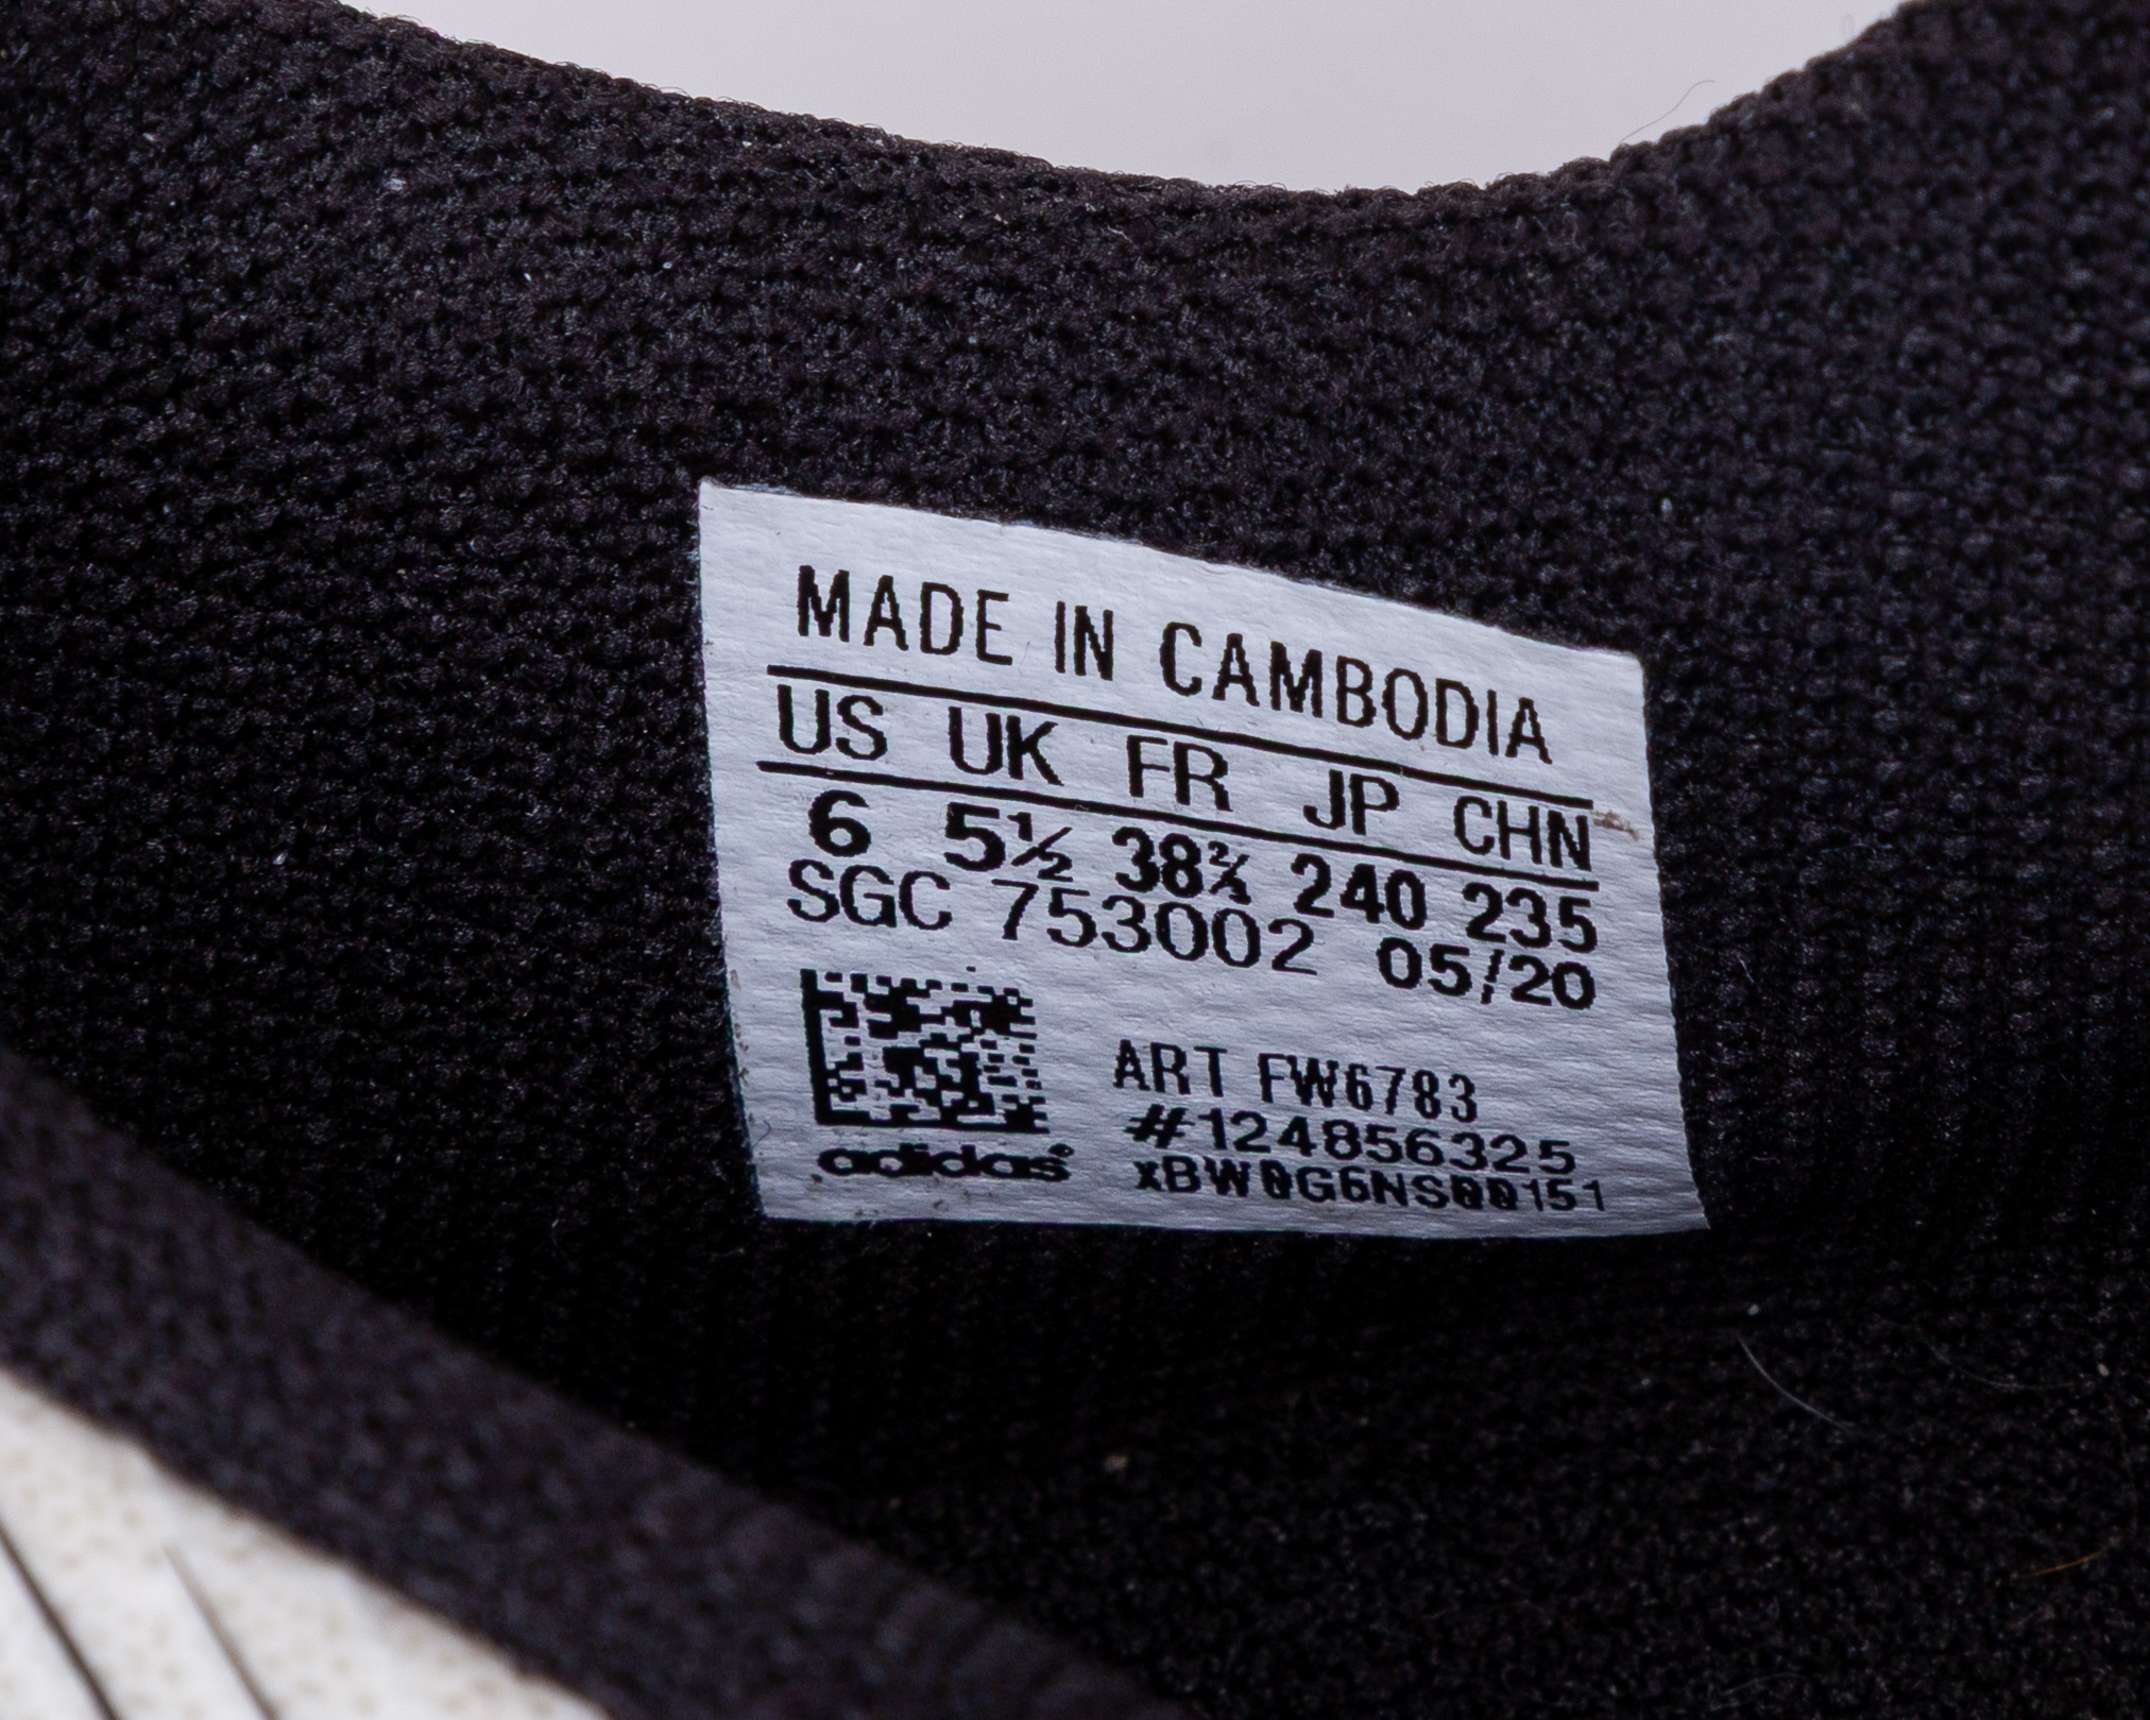 MADE IN CAMBODIA
US UK FR JP CHN
6 5½ 38⅔ 240 235
SGC 753002 05/20
ART FW6783
#124856325
adidas®
xBW0G6NS00151